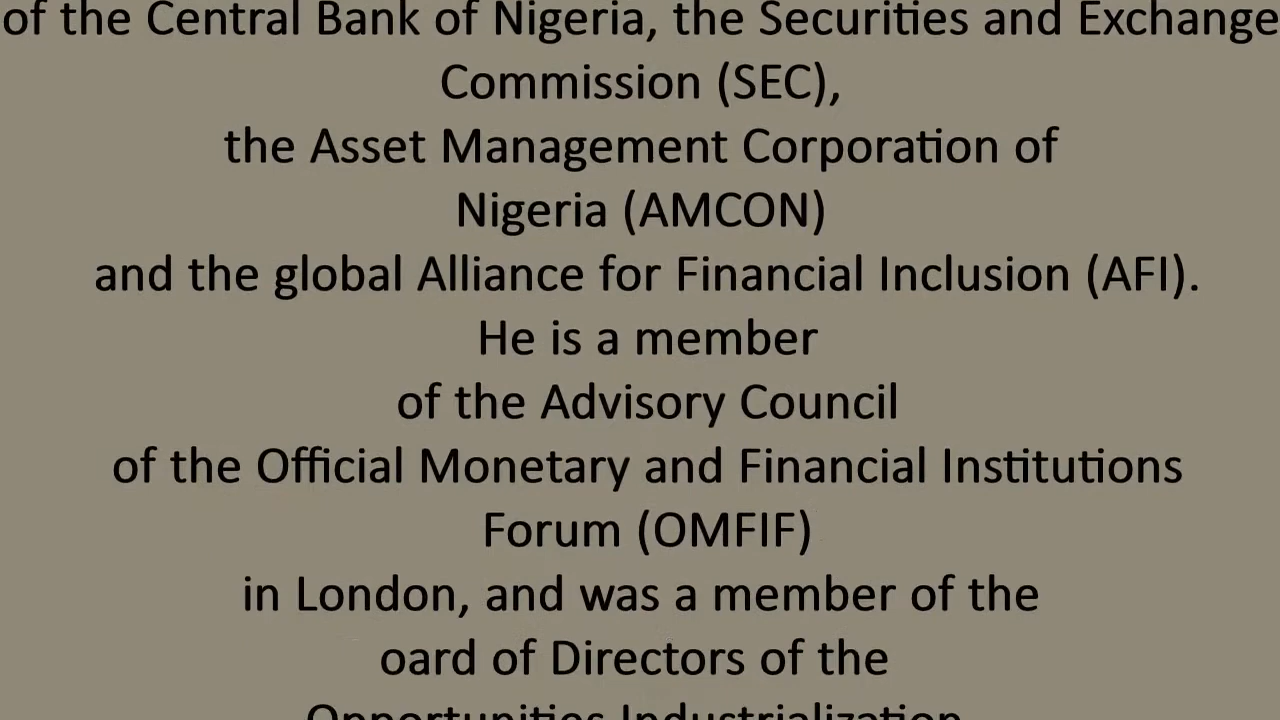 of the Central Bank of Nigeria, the Securities and Exchange
Commission (SEC),
the Asset Management Corporation of
Nigeria (AMCON)
and the global Alliance for Financial Inclusion (AFI).
He is a member
of the Advisory Council
of the Official Monetary and Financial Institutions
Forum (OMFIF)
in London, and was a member of the
oard of Directors of the
Opportunities Industrialization